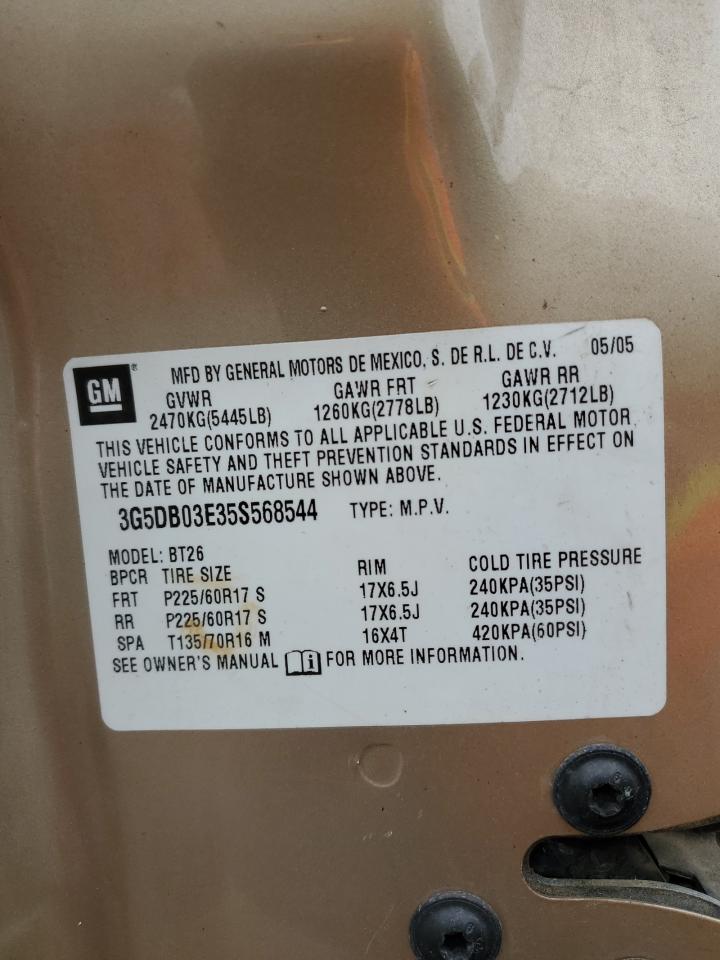 GM
MFD BY GENERAL MOTORS DE MEXICO, S. DE R.L. DE C.V. 05/05
GVWR GAWR FRT GAWR RR
2470KG(5445LB) 1260KG(2778LB) 1230KG(2712LB)
THIS VEHICLE CONFORMS TO ALL APPLICABLE U.S. FEDERAL MOTOR
VEHICLE SAFETY AND THEFT PREVENTION STANDARDS IN EFFECT ON
THE DATE OF MANUFACTURE SHOWN ABOVE.
3G5DB03E35S568544 TYPE: M.P.V.
MODEL: BT26
BPCR TIRE SIZE RIM COLD TIRE PRESSURE
FRT P225/60R17 S 17X6.5J 240KPA(35PSI)
RR P225/60R17 S 17X6.5J 240KPA(35PSI)
SPA T135/70R16 M 16X4T 420KPA(60PSI)
SEE OWNER'S MANUAL i FOR MORE INFORMATION.